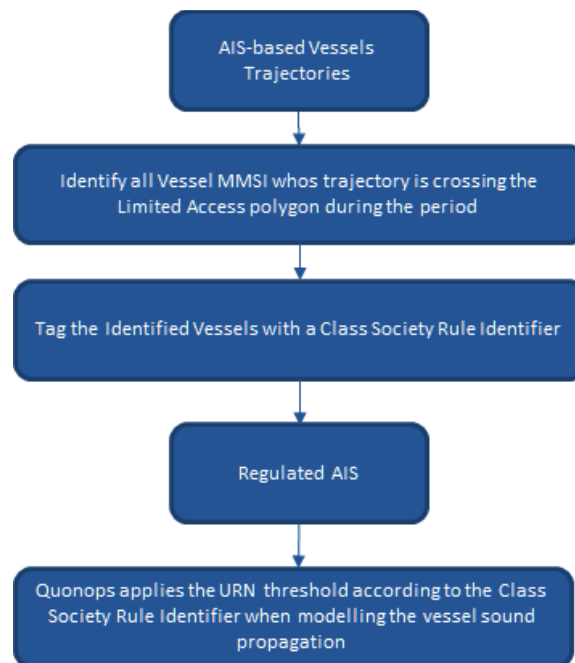 AIS-based Vessels
Trajectories
Identify all Vessel MMSI whos trajectory is crossing the
Limited Access polygon during the period
Tag the Identified Vessels with a Class Society Rule Identifier
Regulated AIS
Quonops applies the URN threshold according to the Class
Society Rule Identifier when modelling the vessel sound
propagation